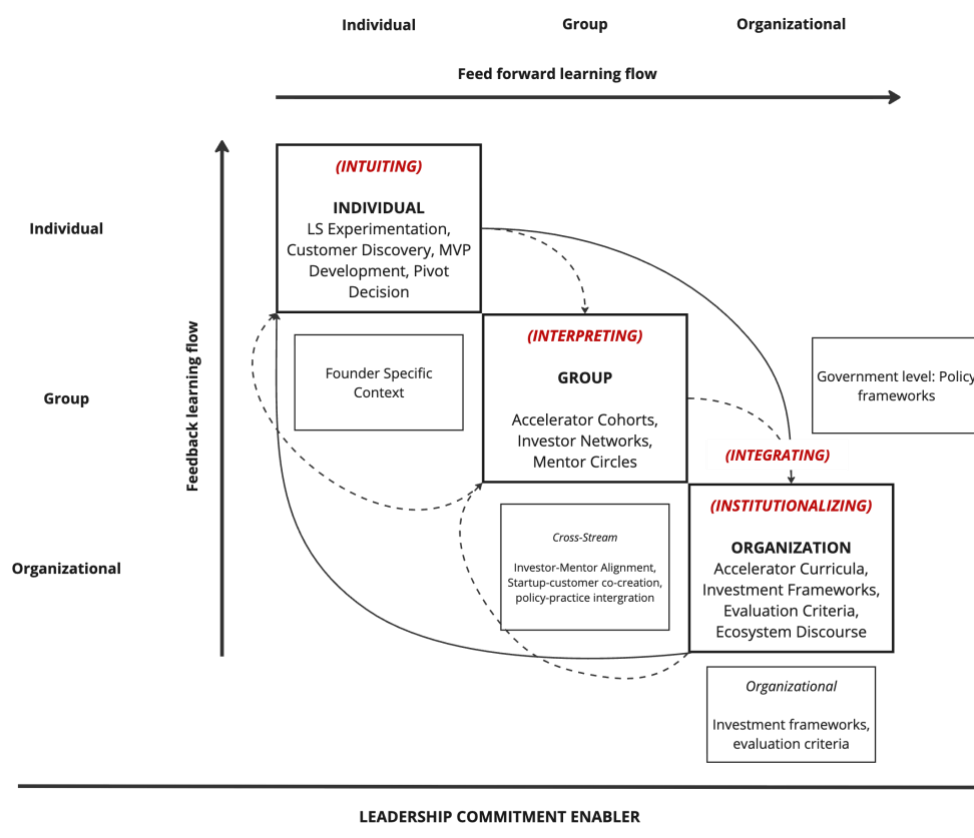 Individual
Group
Organizational
Feed forward learning flow
Feedback learning flow
Individual
Group
Organizational
(INTUITING)
INDIVIDUAL
LS Experimentation,
Customer Discovery, MVP
Development, Pivot
Decision
Founder Specific
Context
(INTERPRETING)
GROUP
Accelerator Cohorts,
Investor Networks,
Mentor Circles
Government level: Policy
frameworks
(INTEGRATING)
(INSTITUTIONALIZING)
ORGANIZATION
Accelerator Curricula,
Investment Frameworks,
Evaluation Criteria,
Ecosystem Discourse
Cross-Stream
Investor-Mentor Alignment,
Startup-customer co-creation,
policy-practice intergration
Organizational
Investment frameworks,
evaluation criteria
LEADERSHIP COMMITMENT ENABLER